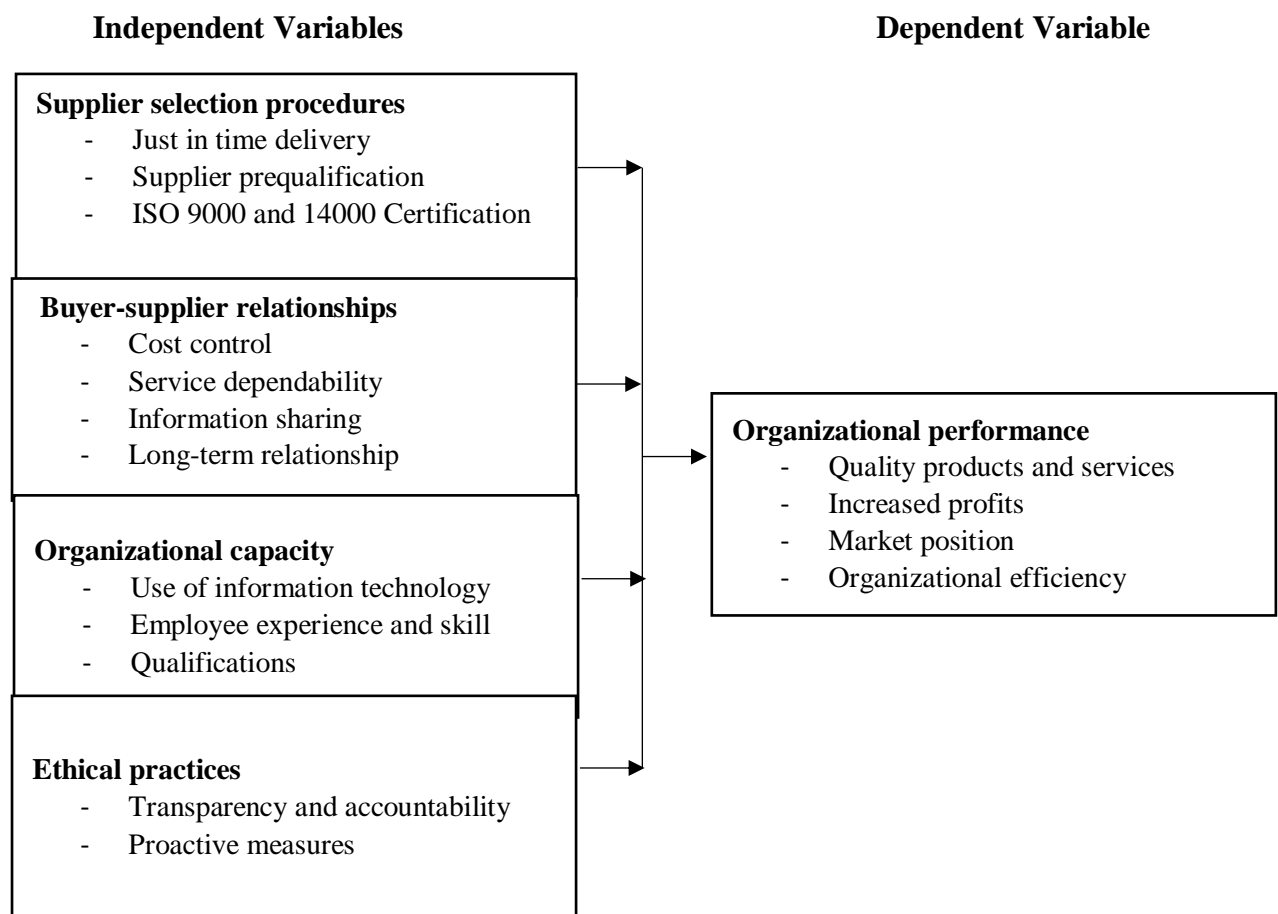 Independent Variables
Dependent Variable
Supplier selection procedures
- Just in time delivery
- Supplier prequalification
- ISO 9000 and 14000 Certification
Buyer-supplier relationships
- Cost control
- Service dependability
- Information sharing
- Long-term relationship
Organizational capacity
- Use of information technology
- Employee experience and skill
- Qualifications
Ethical practices
- Transparency and accountability
- Proactive measures
Organizational performance
- Quality products and services
- Increased profits
- Market position
- Organizational efficiency